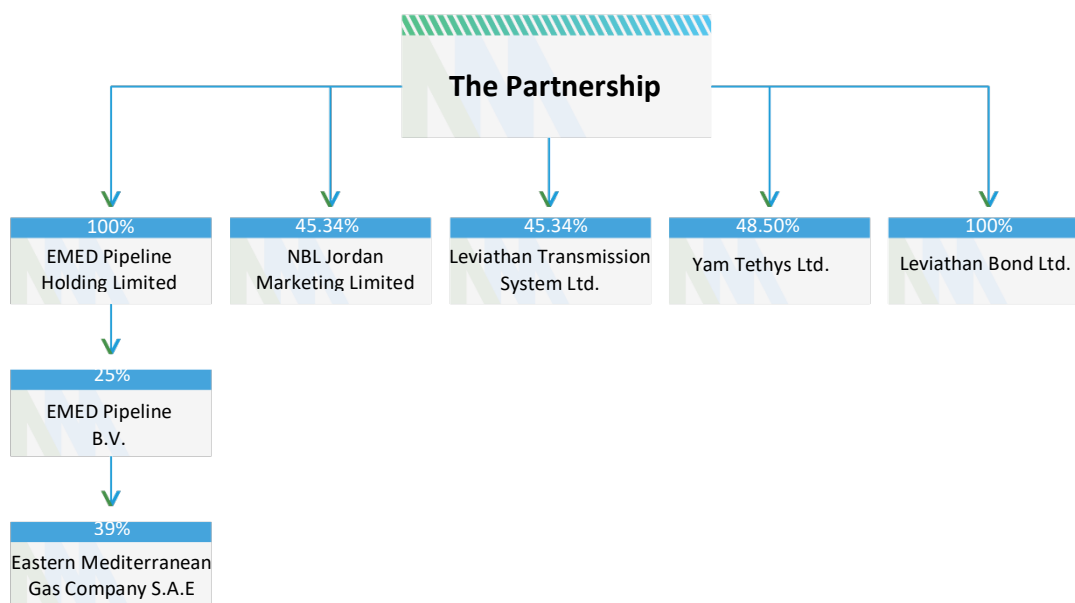 The Partnership
100%
EMED Pipeline
Holding Limited
45.34%
NBL Jordan
Marketing Limited
45.34%
Leviathan Transmission
System Ltd.
48.50%
Yam Tethys Ltd.
100%
Leviathan Bond Ltd.
25%
EMED Pipeline
B.V.
39%
Eastern Mediterranean
Gas Company S.A.E